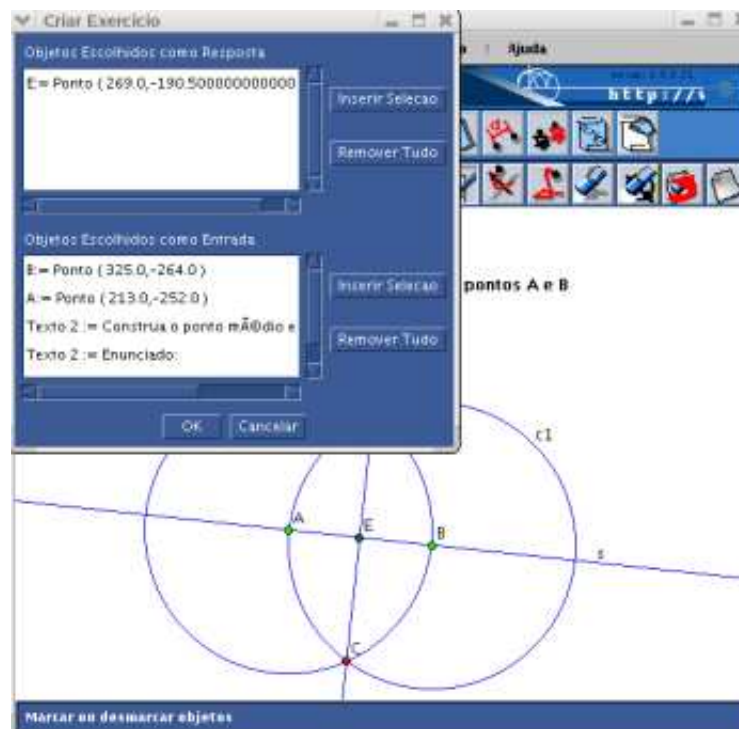 Criar Exercício
Objetos Escolhidos como Resposta
E:= Ponto ( 269.0,-190.500000000000
Inserir Selecao
Remover Tudo
Objetos Escolhidos como Entrada
B:= Ponto ( 325.0,-264.0 )
A:= Ponto ( 213.0,-252.0 )
Texto 2 := Construa o ponto mÃ©dio e
Texto 2 := Enunciado:
Inserir Selecao
Remover Tudo
OK
Cancelar
Ajuda
http://
pontos A e B
c1
A
E
B
s
C
Marcar ou desmarcar objetos